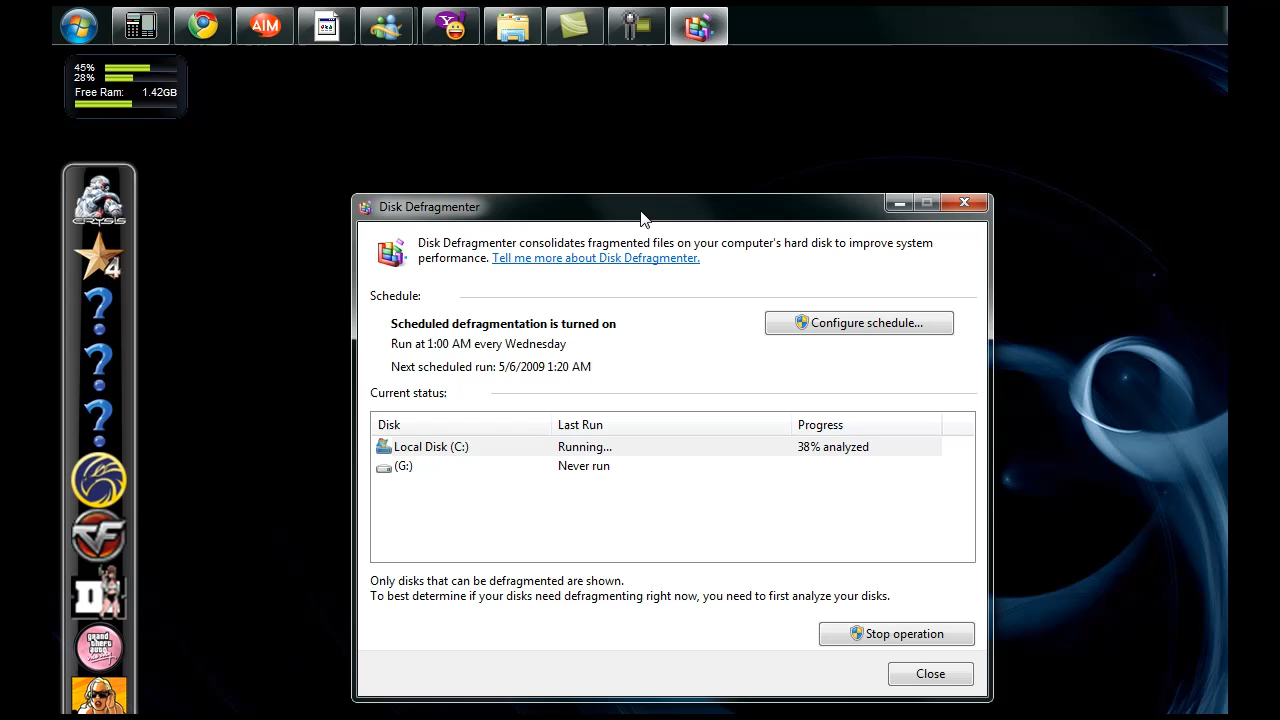 AIM
45%
28%
Free Ram: 1.42GB
CRYSIS
4
Disk Defragmenter
Disk Defragmenter consolidates fragmented files on your computer's hard disk to improve system
performance. Tell me more about Disk Defragmenter.
Schedule:
Scheduled defragmentation is turned on
Configure schedule...
Run at 1:00 AM every Wednesday
Next scheduled run: 5/6/2009 1:20 AM
Current status:
Disk Last Run Progress
Local Disk (C:) Running... 38% analyzed
(G:) Never run
Only disks that can be defragmented are shown.
To best determine if your disks need defragmenting right now, you need to first analyze your disks.
Stop operation
Close
grand
theft
auto